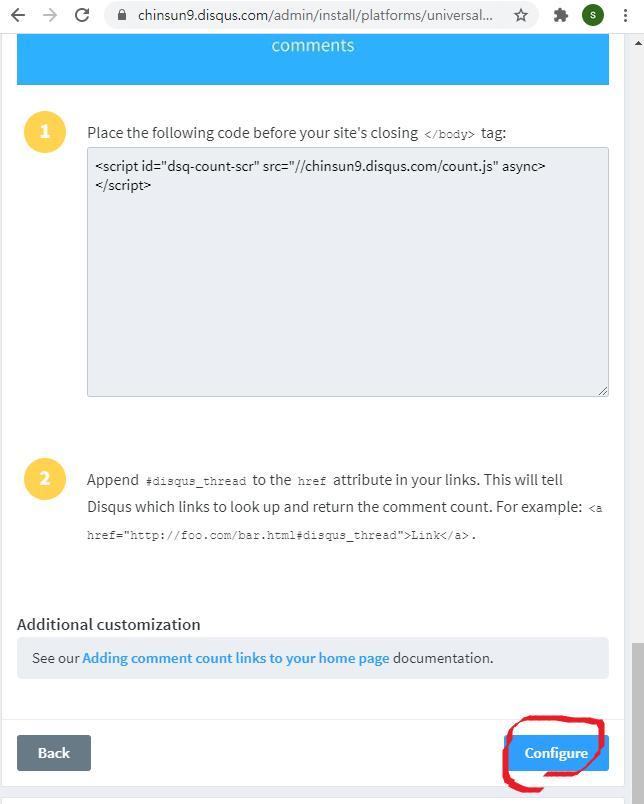 chinsun9.disqus.com/admin/install/platforms/universal...
S
comments
1
Place the following code before your site's closing </body> tag:
<script id="dsq-count-scr" src="//chinsun9.disqus.com/count.js" async>
</script>
2
Append #disqus_thread to the href attribute in your links. This will tell
Disqus which links to look up and return the comment count. For example: <a
href="http://foo.com/bar.html#disqus_thread">Link</a>.
Additional customization
See our Adding comment count links to your home page documentation.
Back
Configure